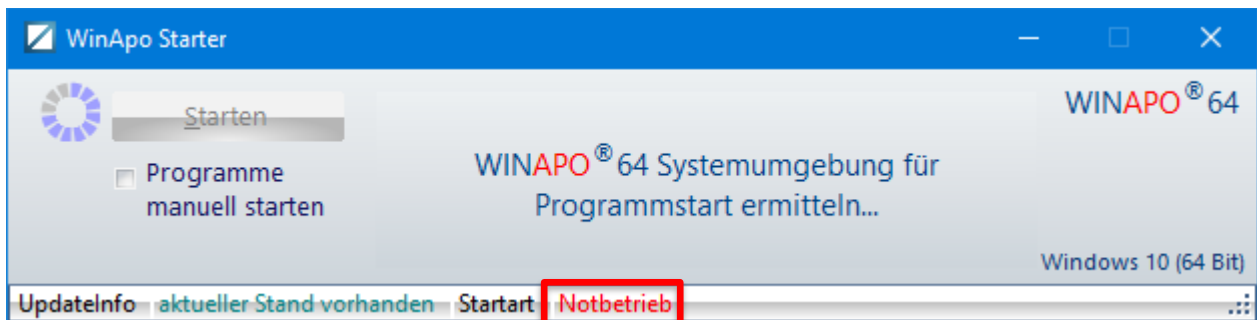 WinApo Starter
Starten
WINAPO®64
Programme
manuell starten
WINAPO®64 Systemumgebung für
Programmstart ermitteln...
Windows 10 (64 Bit)
UpdateInfo aktueller Stand vorhanden Startart Notbetrieb